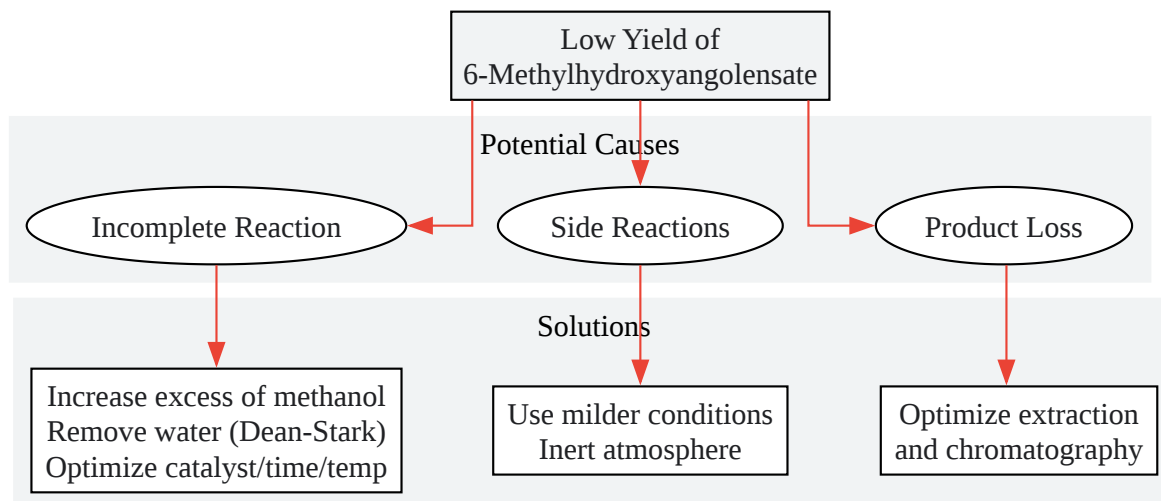 Low Yield of
6-Methylhydroxyangolensate
Potential Causes
Incomplete Reaction
Side Reactions
Product Loss
Solutions
Increase excess of methanol
Remove water (Dean-Stark)
Optimize catalyst/time/temp
Use milder conditions
Inert atmosphere
Optimize extraction
and chromatography